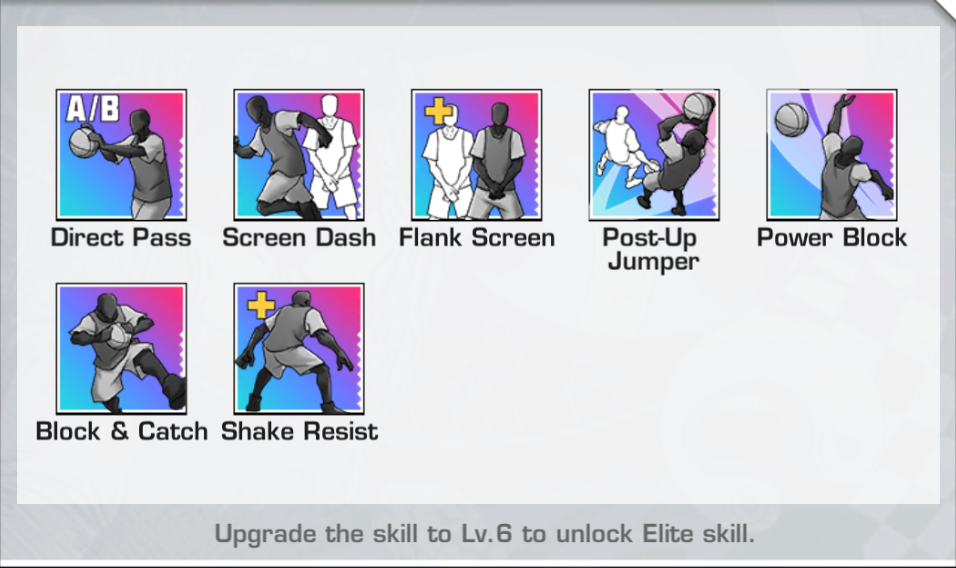 A/B
Direct Pass
Screen Dash
Flank Screen
Post-Up
Jumper
Power Block
Block & Catch
Shake Resist
Upgrade the skill to Lv.6 to unlock Elite skill.